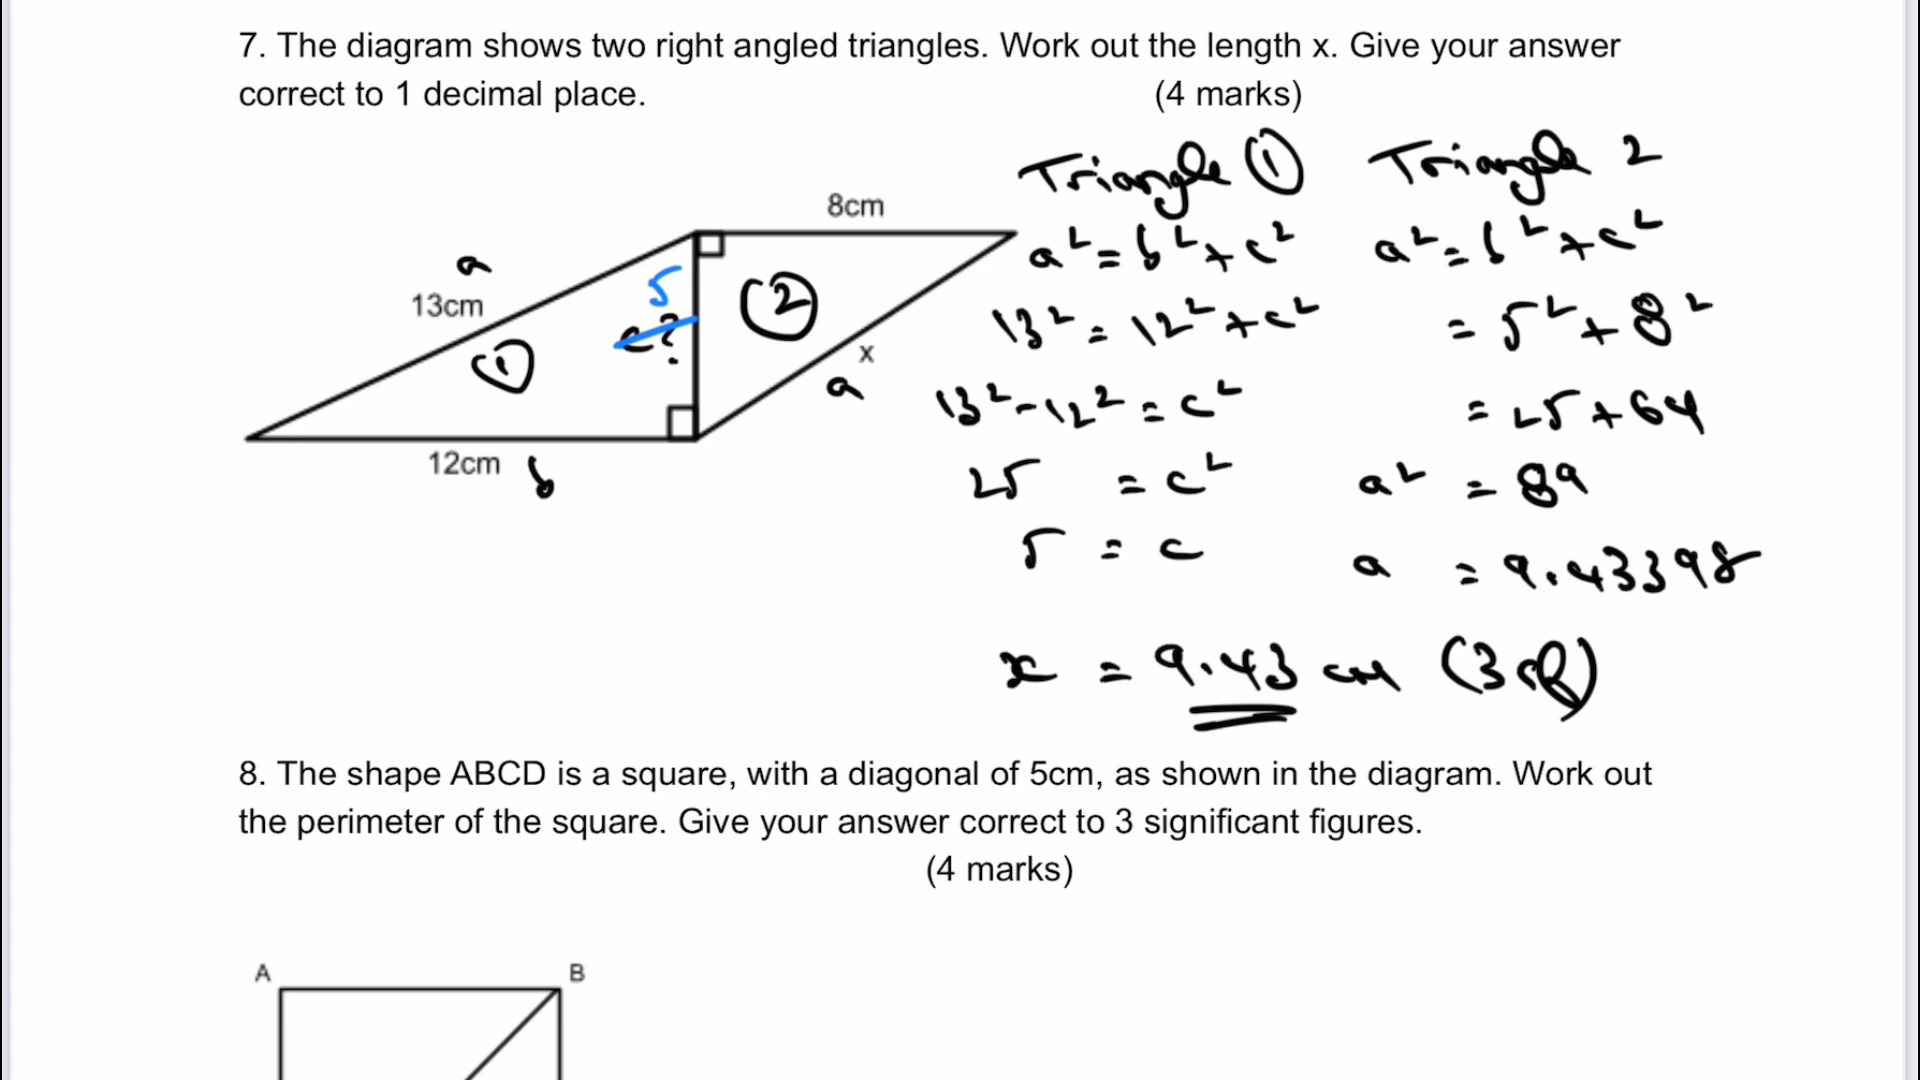 7. The diagram shows two right angled triangles. Work out the length x. Give your answer
correct to 1 decimal place. (4 marks)
8cm
a
13cm
5
c?
①
②
x
a
12cm b
Triangle ①
a² = b² + c²
13² = 12² + c²
13² - 12² = c²
25 = c²
5 = c
Triangle 2
a² = b² + c²
= 5² + 8²
= 25 + 64
a² = 89
a = 9.43398
x = 9.43 cm (3 sf)
8. The shape ABCD is a square, with a diagonal of 5cm, as shown in the diagram. Work out
the perimeter of the square. Give your answer correct to 3 significant figures.
(4 marks)
A B